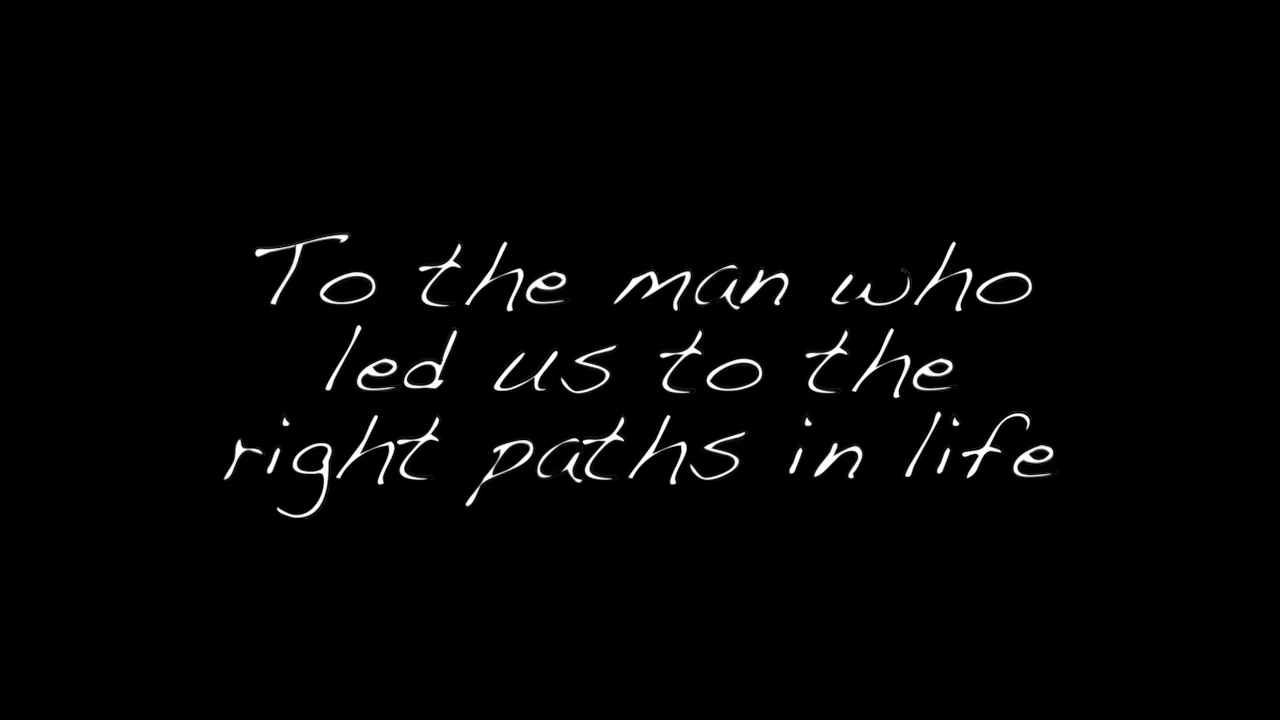 To the man who
led us to the
right paths in life